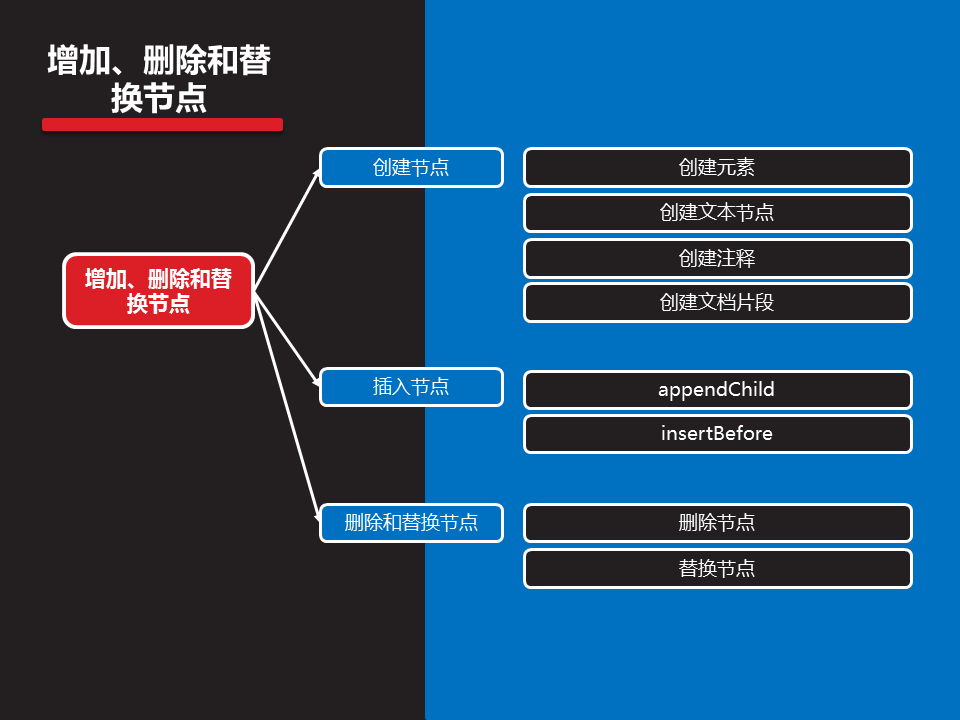 增加、删除和替
换节点
创建节点
创建元素
创建文本节点
创建注释
创建文档片段
增加、删除和替
换节点
插入节点
appendChild
insertBefore
删除和替换节点
删除节点
替换节点